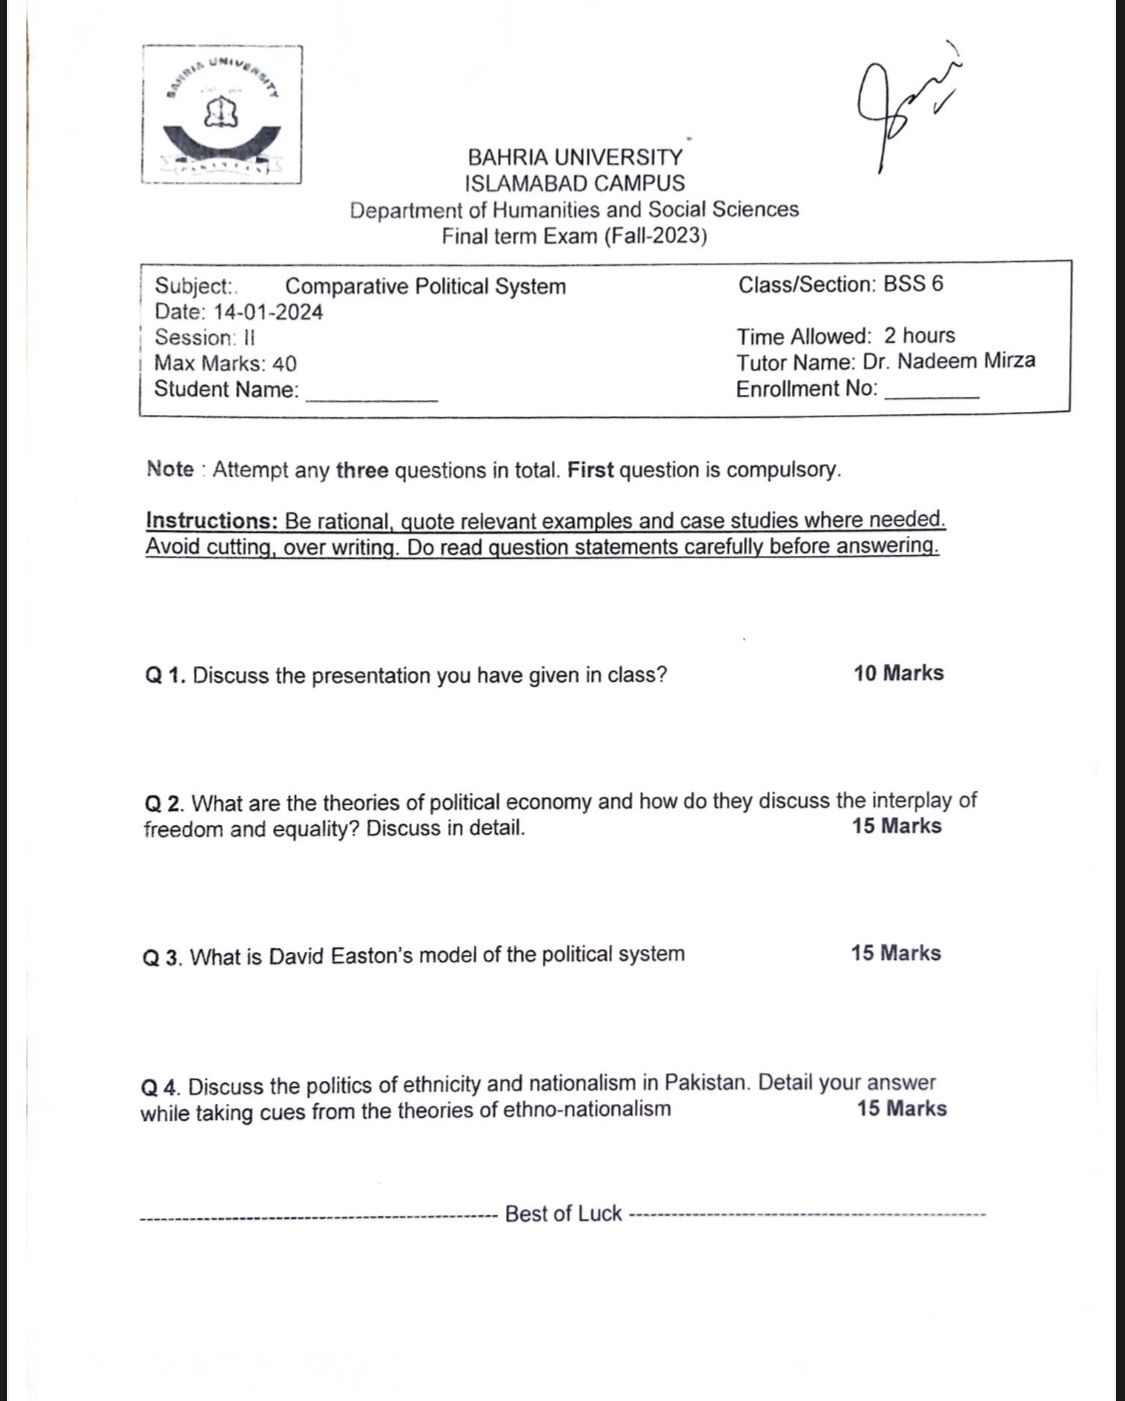 BAHRIA UNIVERSITY
PAKISTAN
BAHRIA UNIVERSITY
ISLAMABAD CAMPUS
Department of Humanities and Social Sciences
Final term Exam (Fall-2023)
Subject:. Comparative Political System Class/Section: BSS 6
Date: 14-01-2024
Session: II Time Allowed: 2 hours
Max Marks: 40 Tutor Name: Dr. Nadeem Mirza
Student Name: ____________ Enrollment No: _________
Note : Attempt any three questions in total. First question is compulsory.
Instructions: Be rational, quote relevant examples and case studies where needed.
Avoid cutting, over writing. Do read question statements carefully before answering.
Q 1. Discuss the presentation you have given in class? 10 Marks
Q 2. What are the theories of political economy and how do they discuss the interplay of
freedom and equality? Discuss in detail. 15 Marks
Q 3. What is David Easton's model of the political system 15 Marks
Q 4. Discuss the politics of ethnicity and nationalism in Pakistan. Detail your answer
while taking cues from the theories of ethno-nationalism 15 Marks
--------------------------------------------------- Best of Luck ---------------------------------------------------